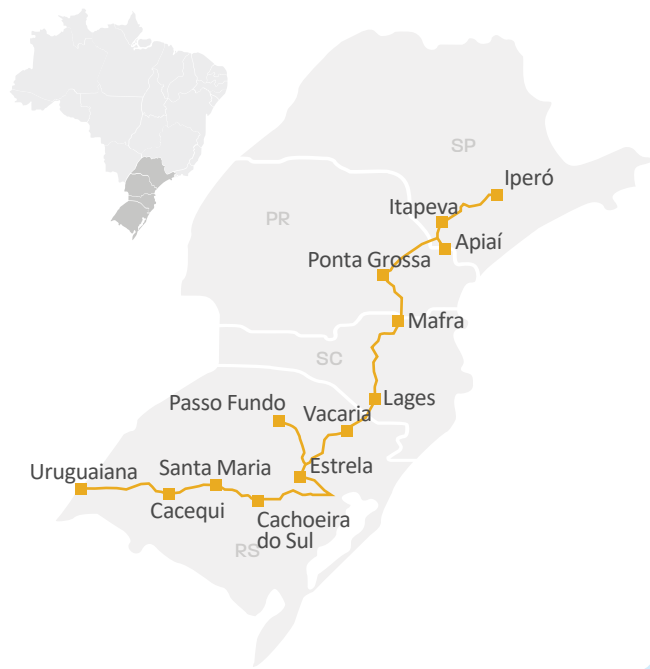 SP
Iperó
Itapeva
PR
Apiaí
Ponta Grossa
Mafra
SC
Lages
Passo Fundo
Vacaria
Estrela
Santa Maria
Uruguaiana
Cacequi
Cachoeira
do Sul
RS